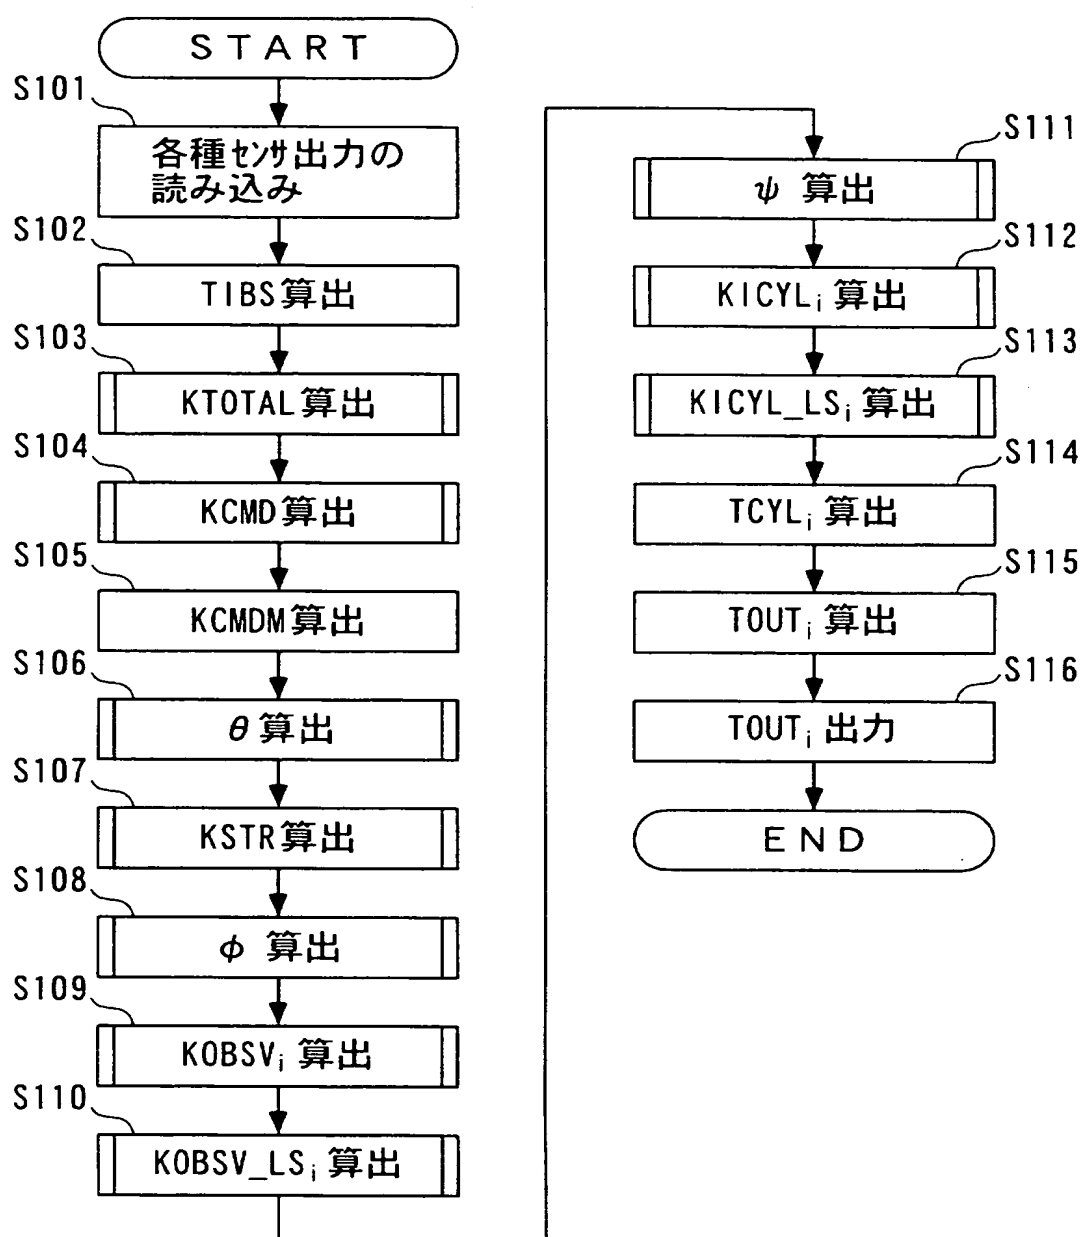 START
S101
各種センサ出力の
読み込み
S102
TIBS算出
S103
KTOTAL算出
S104
KCMD算出
S105
KCMDM算出
S106
θ算出
S107
KSTR算出
S108
φ 算出
S109
KOBSVi 算出
S110
KOBSV_LSi 算出
S111
ψ 算出
S112
KICYLi 算出
S113
KICYL_LSi 算出
S114
TCYLi 算出
S115
TOUTi 算出
S116
TOUTi 出力
END